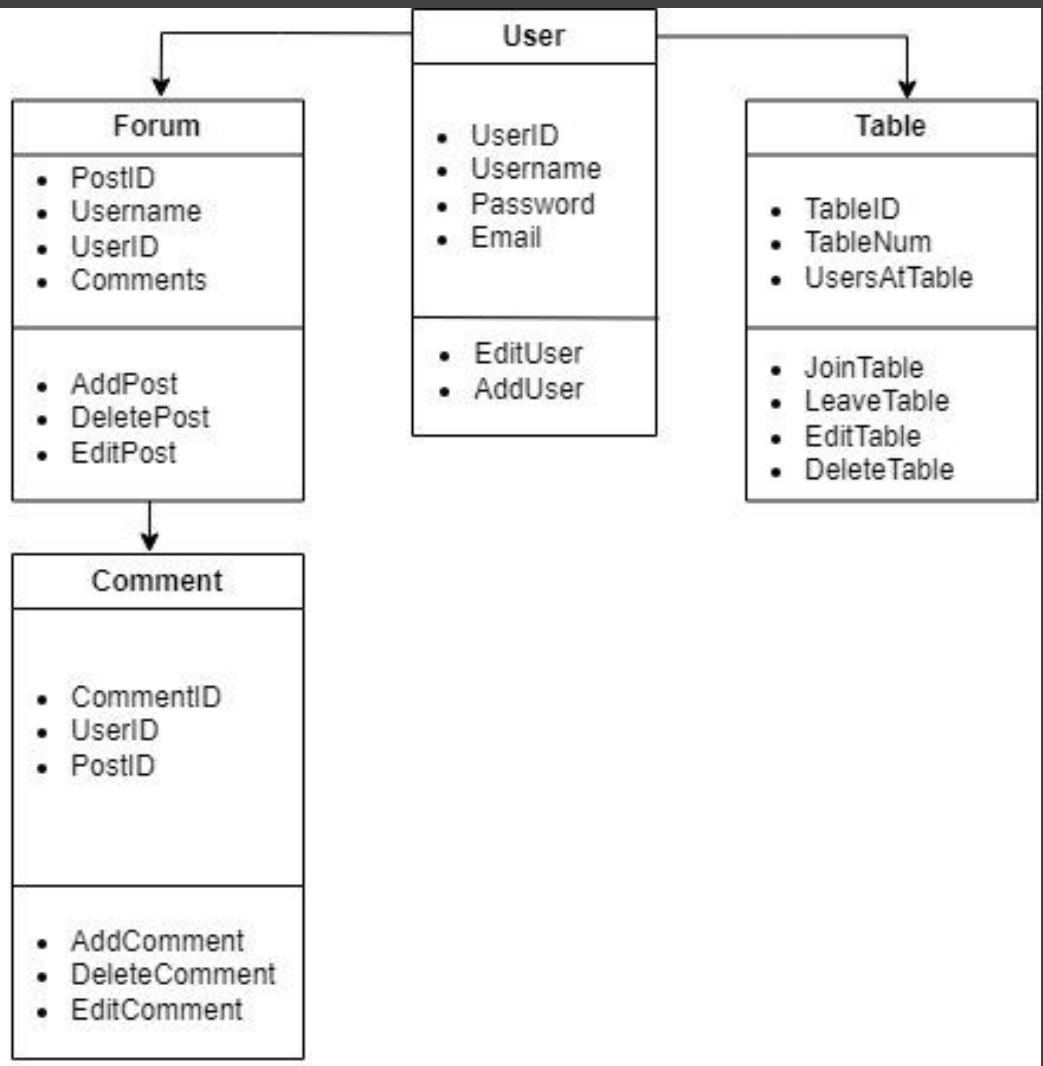 User
UserID
Username
Password
Email
EditUser
AddUser
Forum
PostID
Username
UserID
Comments
AddPost
DeletePost
EditPost
Table
TableID
TableNum
UsersAtTable
JoinTable
LeaveTable
EditTable
DeleteTable
Comment
CommentID
UserID
PostID
AddComment
DeleteComment
EditComment